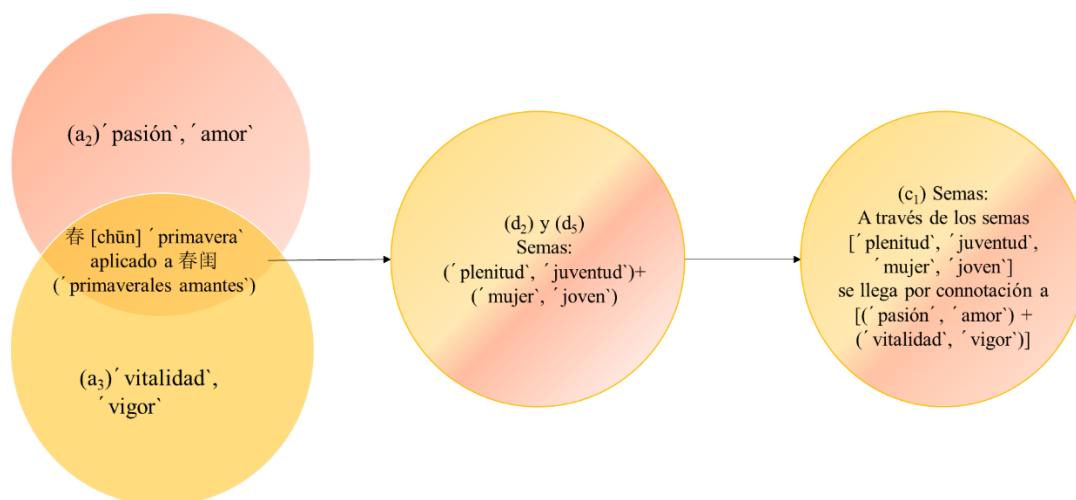 (a₂)´ pasión`, ´ amor`
春 [chūn] ´ primavera`
aplicado a 春闺
(´ primaverales amantes`)
(a₃)´ vitalidad`,
´ vigor`
(d₂) y (d₅)
Semas:
(´ plenitud`, ´ juventud`)+
(´ mujer`, ´ joven`)
(c₁) Semas:
A través de los semas
[´ plenitud`, ´ juventud`,
´ mujer`, ´ joven`]
se llega por connotación a
[(´ pasión´, ´ amor`) +
(´ vitalidad`, ´ vigor`)]